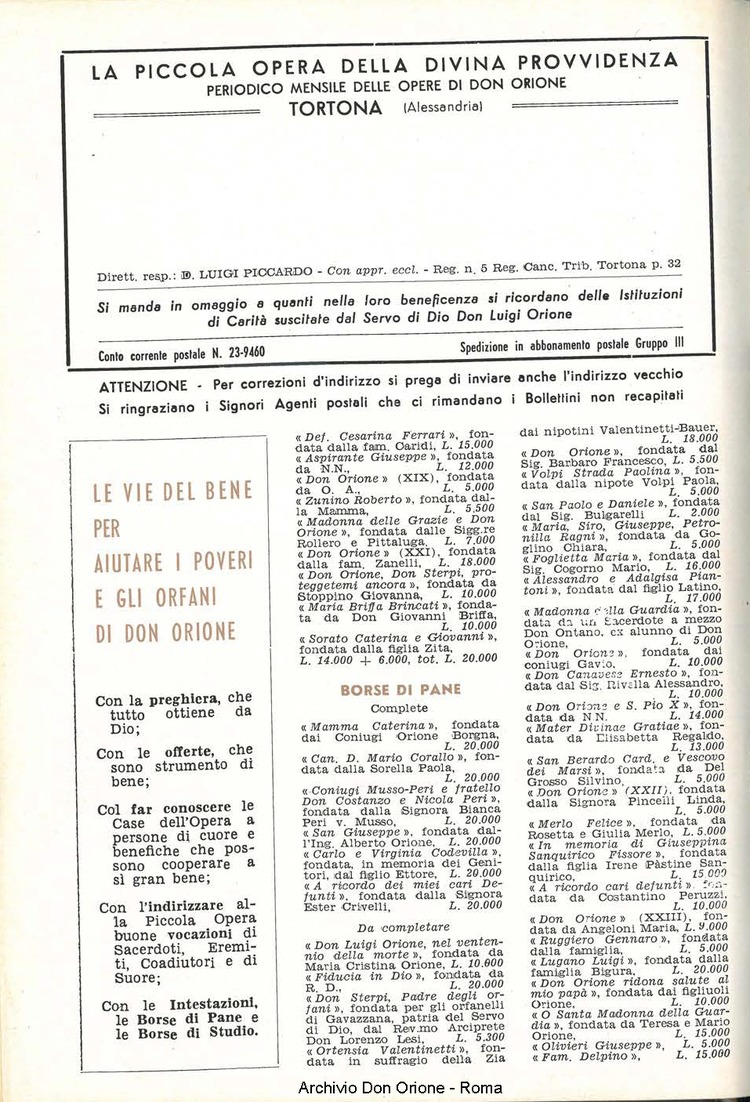 LA PICCOLA OPERA DELLA DIVINA PROVVIDENZA
PERIODICO MENSILE DELLE OPERE DI DON ORIONE
TORTONA (Alessandria)
Dirett. resp.: D. LUIGI PICCARDO - Con appr. eccl. - Reg. n. 5 Reg. Canc. Trib. Tortona p. 32
Si manda in omaggio a quanti nella loro beneficenza si ricordano delle Istituzioni
di Carità suscitate dal Servo di Dio Don Luigi Orione
Conto corrente postale N. 23-9460 Spedizione in abbonamento postale Gruppo III
ATTENZIONE - Per correzioni d'indirizzo si prega di inviare anche l'indirizzo vecchio
Si ringraziano i Signori Agenti postali che ci rimandano i Bollettini non recapitati
LE VIE DEL BENE
PER
AIUTARE I POVERI
E GLI ORFANI
DI DON ORIONE
Con la preghiera, che
tutto ottiene da
Dio;
Con le offerte, che
sono strumento di
bene;
Col far conoscere le
Case dell'Opera a
persone di cuore e
benefiche che pos-
sono cooperare a
sì gran bene;
Con l'indirizzare al-
la Piccola Opera
buone vocazioni di
Sacerdoti, Eremi-
ti, Coadiutori e di
Suore;
Con le Intestazioni,
le Borse di Pane e
le Borse di Studio.
« Def. Cesarina Ferrari », fon-
data dalla fam. Caridi, L. 15.000
« Aspirante Giuseppe », fondata
da N.N., L. 12.000
« Don Orione » (XIX), fondata
da O. A., L. 5.000
« Zunino Roberto », fondata dal-
la Mamma, L. 5.500
« Madonna delle Grazie e Don
Orione », fondata dalle Sigg.re
Rollero e Pittaluga, L. 7.000
« Don Orione » (XXI), fondata
dalla fam. Zanelli, L. 18.000
« Don Orione, Don Sterpi, pro-
teggetemi ancora », fondata da
Stoppino Giovanna, L. 10.000
« Maria Briffa Brincati », fonda-
ta da Don Giovanni Briffa,
L. 10.000
« Sorato Caterina e Giovanni »,
fondata dalla figlia Zita,
L. 14.000 + 6.000, tot. L. 20.000
BORSE DI PANE
Complete
« Mamma Caterina », fondata
dai Coniugi Orione Borgna,
L. 20.000
« Can. D. Mario Corallo », fon-
data dalla Sorella Paola,
L. 20.000
« Coniugi Musso-Peri e fratello
Don Costanzo e Nicola Peri »,
fondata dalla Signora Bianca
Peri v. Musso, L. 20.000
« San Giuseppe », fondata dal-
l'Ing. Alberto Orione, L. 20.000
« Carlo e Virginia Codevilla »,
fondata, in memoria dei Geni-
tori, dal figlio Ettore, L. 20.000
« A ricordo dei miei cari De-
funti », fondata dalla Signora
Ester Crivelli, L. 20.000
Da completare
« Don Luigi Orione, nel venten-
nio della morte », fondata da
Maria Cristina Orione, L. 10.000
« Fiducia in Dio », fondata da
R. D., L. 20.000
« Don Sterpi, Padre degli or-
fani », fondata per gli orfanelli
di Gavazzana, patria del Servo
di Dio, dal Rev.mo Arciprete
Don Lorenzo Lesi, L. 5.300
« Ortensia Valentinetti », fon-
data in suffragio della Zia
dai nipotini Valentinetti-Bauer,
L. 18.000
« Don Orione », fondata dal
Sig. Barbaro Francesco, L. 5.500
« Volpi Strada Paolina », fon-
data dalla nipote Volpi Paola,
L. 5.000
« San Paolo e Daniele », fondata
dal Sig. Bulgarelli L. 2.000
« Maria, Siro, Giuseppe, Petro-
nilla Ragni », fondata da Go-
glino Chiara, L. 5.000
« Foglietta Maria », fondata dal
Sig. Cogorno Mario, L. 16.000
« Alessandro e Adalgisa Pian-
toni », fondata dal figlio Latino,
L. 17.000
« Madonna della Guardia », fon-
data da un Sacerdote a mezzo
Don Ontano, ex alunno di Don
Orione, L. 5.000
« Don Orione », fondata dai
coniugi Gavio, L. 10.000
« Don Canavese Ernesto », fon-
data dal Sig. Rivella Alessandro,
L. 10.000
« Don Orione e S. Pio X », fon-
data da N N. L. 14.000
« Mater Divinae Gratiae », fon-
data da Elisabetta Regaldo,
L. 13.000
« San Berardo Card. e Vescovo
dei Marsi », fondata da Del
Grosso Silvino, L. 5.000
« Don Orione » (XXII), fondata
dalla Signora Pincelli Linda,
L. 5.000
« Merlo Felice », fondata da
Rosetta e Giulia Merlo, L. 5.000
« In memoria di Giuseppina
Sanquirico Fissore », fondata
dalla figlia Irene Pàstine San-
quirico, L. 15 000
« A ricordo cari defunti » fon-
data da Costantino Peruzzi,
L. 10.000
« Don Orione » (XXIII), fon-
data da Angeloni Maria, L. 9.000
« Ruggiero Gennaro », fondata
dalla famiglia, L. 5.000
« Lugano Luigi », fondata dalla
famiglia Bigura, L. 20.000
« Don Orione ridona salute al
mio papà », fondata dai figliuoli
Orione, L. 10.000
« O Santa Madonna della Guar-
dia », fondata da Teresa e Mario
Orione, L. 15.000
« Olivieri Giuseppe », L. 5.000
« Fam. Delpino », L. 15.000
Archivio Don Orione - Roma